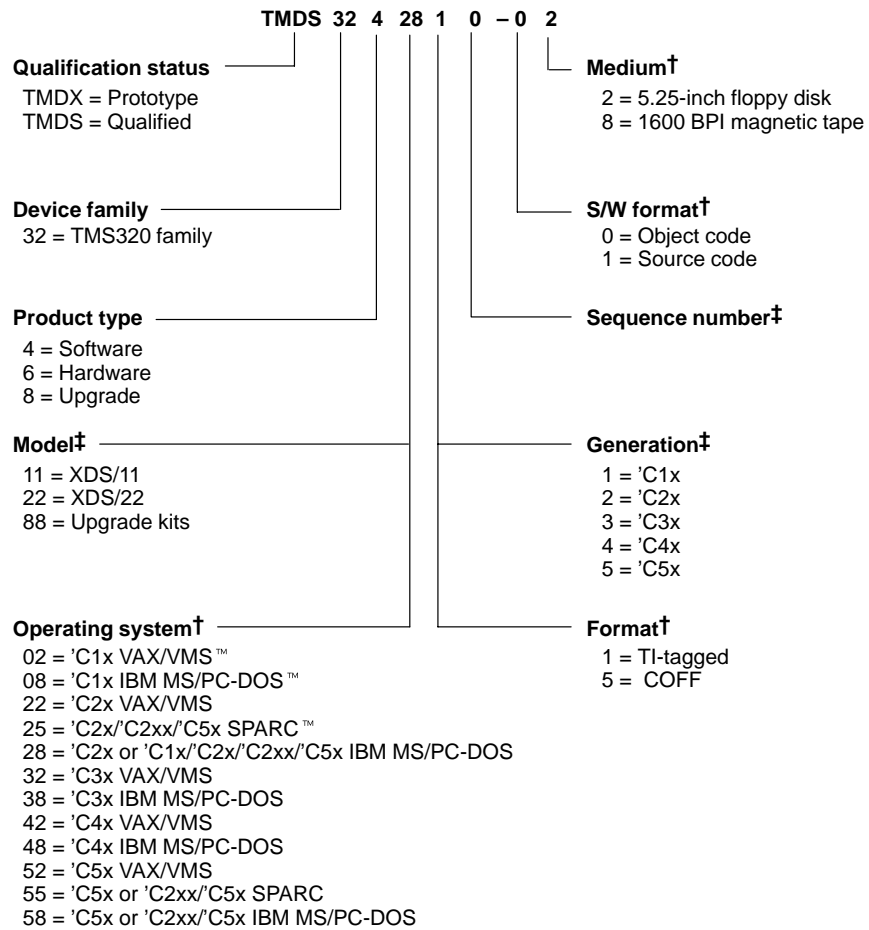 TMDS 32 4 28 1 0 – 0 2
Qualification status
TMDX = Prototype
TMDS = Qualified
Medium†
2 = 5.25-inch floppy disk
8 = 1600 BPI magnetic tape
Device family
32 = TMS320 family
S/W format†
0 = Object code
1 = Source code
Product type
4 = Software
6 = Hardware
8 = Upgrade
Sequence number‡
Model‡
11 = XDS/11
22 = XDS/22
88 = Upgrade kits
Generation‡
1 = ’C1x
2 = ’C2x
3 = ’C3x
4 = ’C4x
5 = ’C5x
Operating system†
02 = ’C1x VAX/VMS™
08 = ’C1x IBM MS/PC-DOS™
22 = ’C2x VAX/VMS
25 = ’C2x/’C2xx/’C5x SPARC™
28 = ’C2x or ’C1x/’C2x/’C2xx/’C5x IBM MS/PC-DOS
32 = ’C3x VAX/VMS
38 = ’C3x IBM MS/PC-DOS
42 = ’C4x VAX/VMS
48 = ’C4x IBM MS/PC-DOS
52 = ’C5x VAX/VMS
55 = ’C5x or ’C2xx/’C5x SPARC
58 = ’C5x or ’C2xx/’C5x IBM MS/PC-DOS
Format†
1 = TI-tagged
5 = COFF